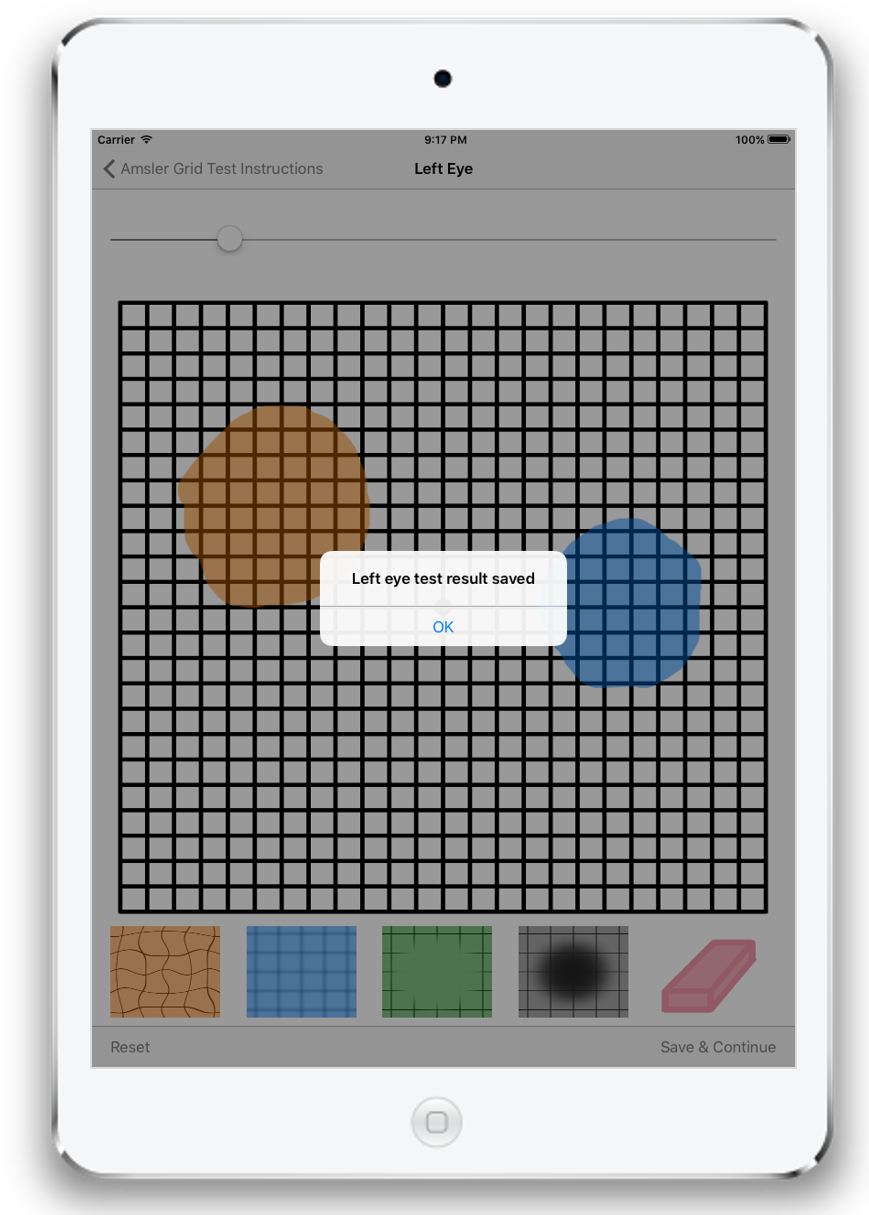 Carrier 9:17 PM 100%
Amsler Grid Test Instructions Left Eye
Left eye test result saved
OK
Reset Save & Continue